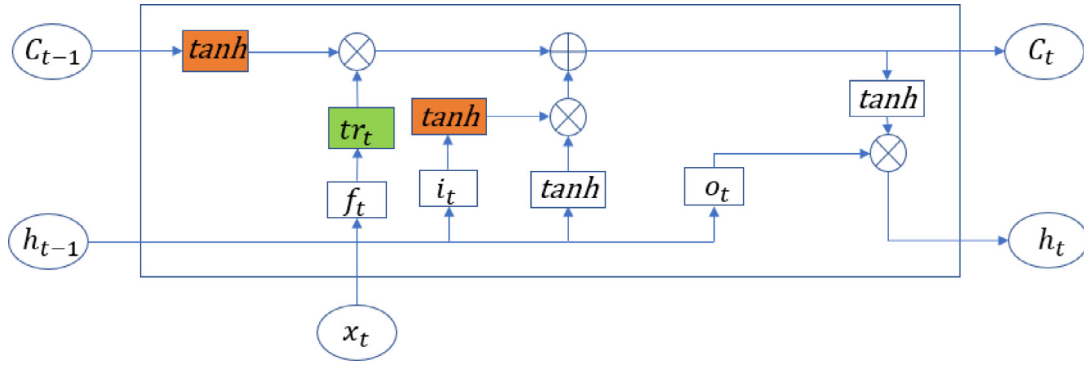 C_{t-1}
tanh
C_t
tanh
tanh
tr_t
i_t
tanh
o_t
f_t
h_{t-1}
h_t
x_t